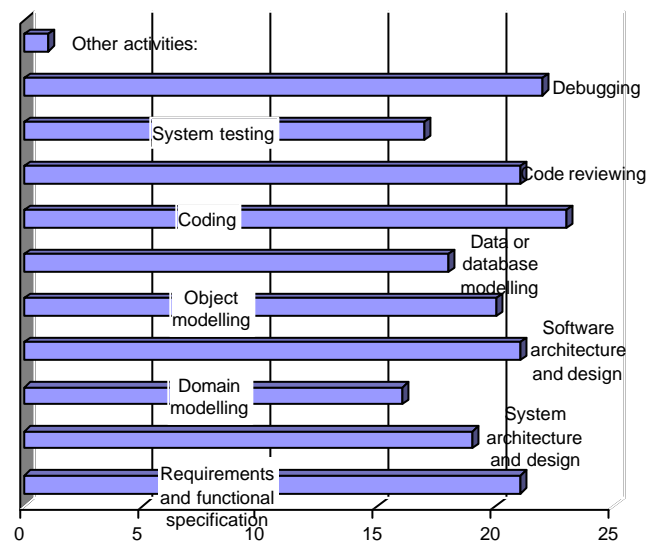 Other activities:
Debugging
System testing
Code reviewing
Coding
Data or
database
modelling
Object
modelling
Software
architecture
and design
Domain
modelling
System
architecture
and design
Requirements
and functional
specification
0 5 10 15 20 25